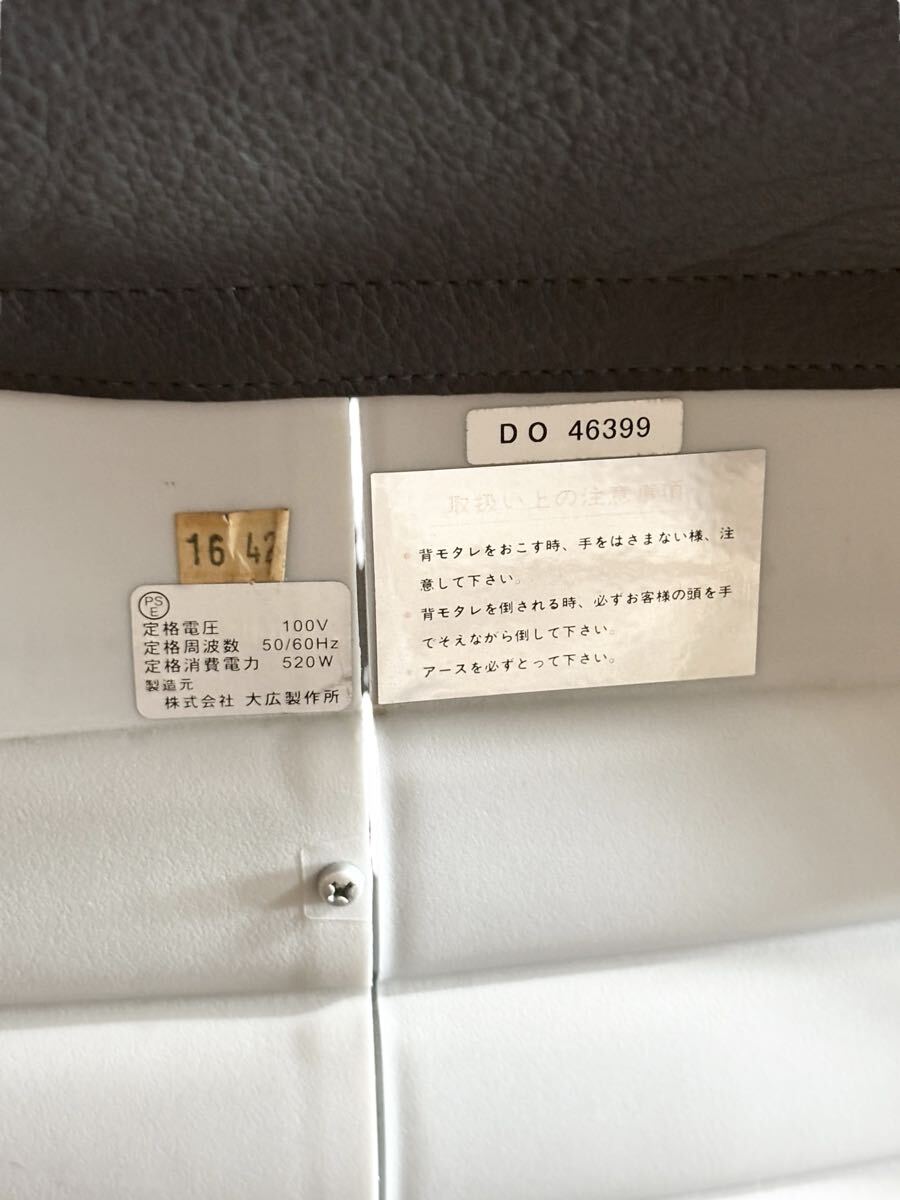 DO 46399
取扱い上の注意事項
背モタレをおこす時、手をはさまない様、注
意して下さい。
背モタレを倒される時、必ずお客様の頭を手
でそえながら倒して下さい。
アースを必ずとって下さい。
16 42
PS
E
定格電圧 100V
定格周波数 50/60Hz
定格消費電力 520W
製造元
株式会社 大広製作所